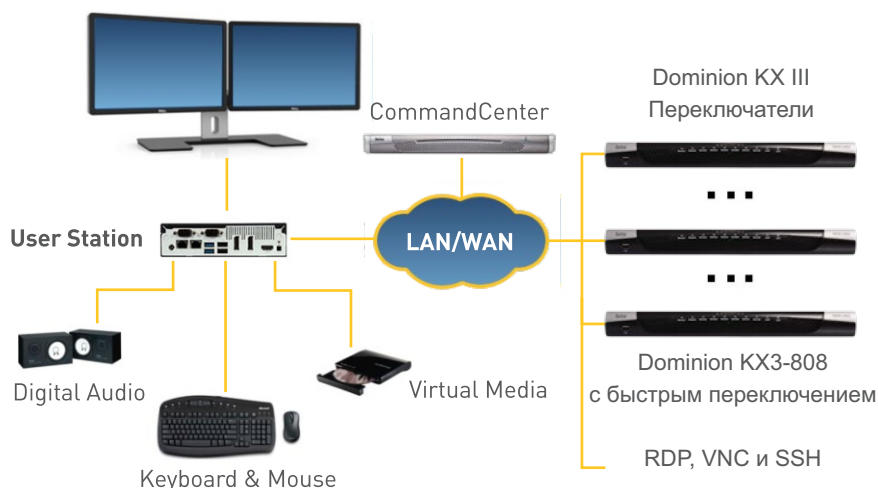 Dominion KX III
Переключатели
CommandCenter
User Station
LAN/WAN
Digital Audio
Virtual Media
Keyboard & Mouse
Dominion KX3-808
с быстрым переключением
RDP, VNC и SSH